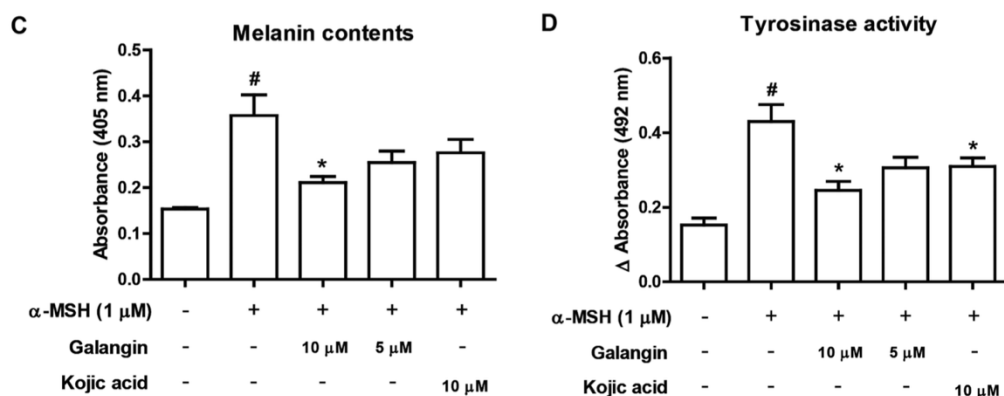 C
Melanin contents
Absorbance (405 nm)
0.5
0.4
0.3
0.2
0.1
0.0
#
*
α-MSH (1 μM) - + + + +
Galangin - - 10 μM 5 μM -
Kojic acid - - - - 10 μM
D
Tyrosinase activity
Δ Absorbance (492 nm)
0.6
0.4
0.2
0.0
#
*
*
α-MSH (1 μM) - + + + +
Galangin - - 10 μM 5 μM -
Kojic acid - - - - 10 μM